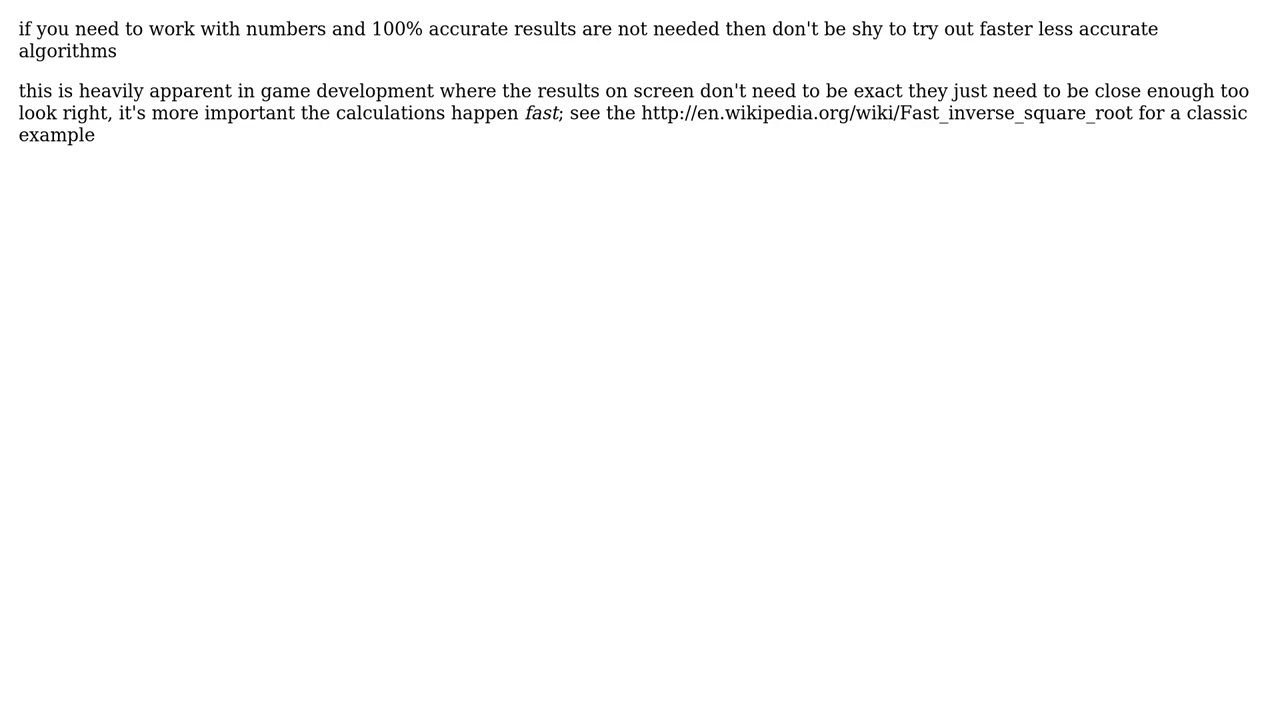 if you need to work with numbers and 100% accurate results are not needed then don't be shy to try out faster less accurate
algorithms
this is heavily apparent in game development where the results on screen don't need to be exact they just need to be close enough too
look right, it's more important the calculations happen fast; see the http://en.wikipedia.org/wiki/Fast_inverse_square_root for a classic
example